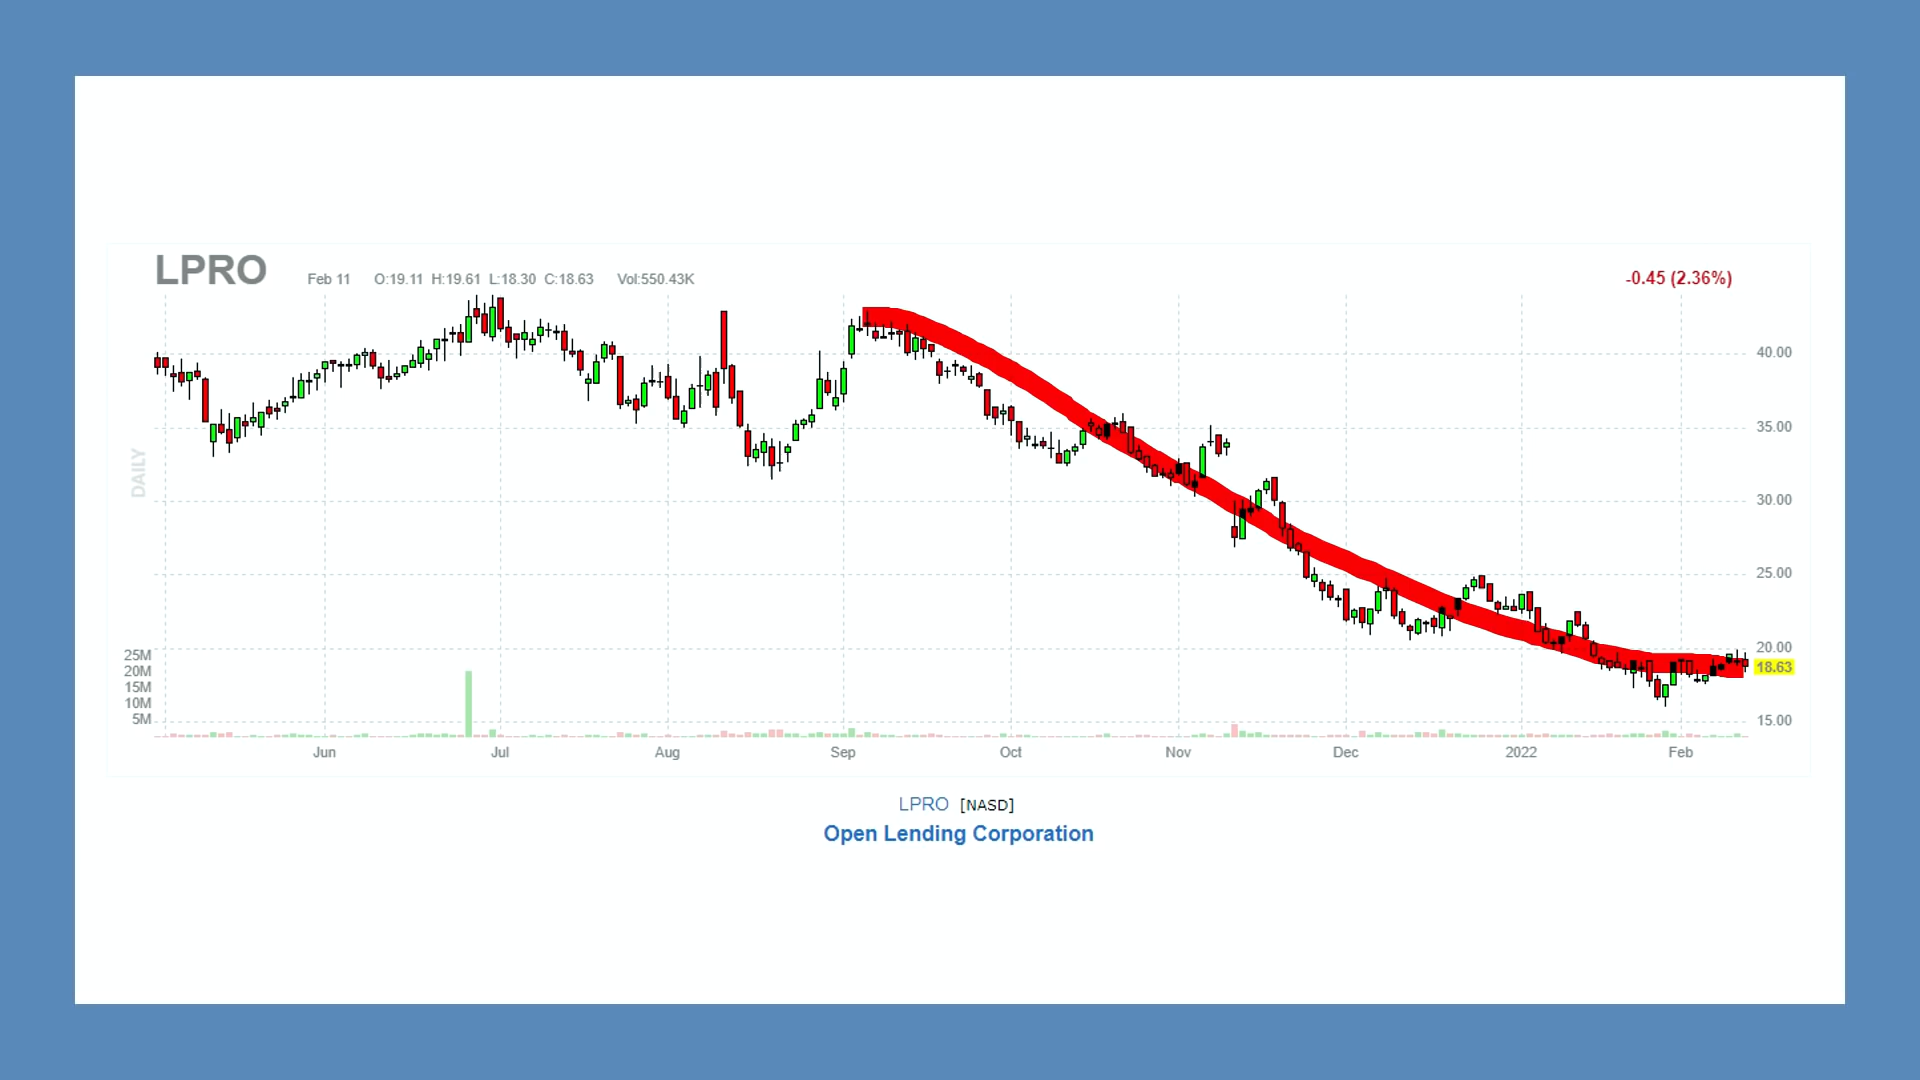 LPRO Feb 11 O:19.11 H:19.61 L:18.30 C:18.63 Vol:550.43K -0.45 (2.36%)
40.00
35.00
DAILY
30.00
25.00
20.00
18.63
15.00
25M
20M
15M
10M
5M
Jun Jul Aug Sep Oct Nov Dec 2022 Feb
LPRO [NASD]
Open Lending Corporation